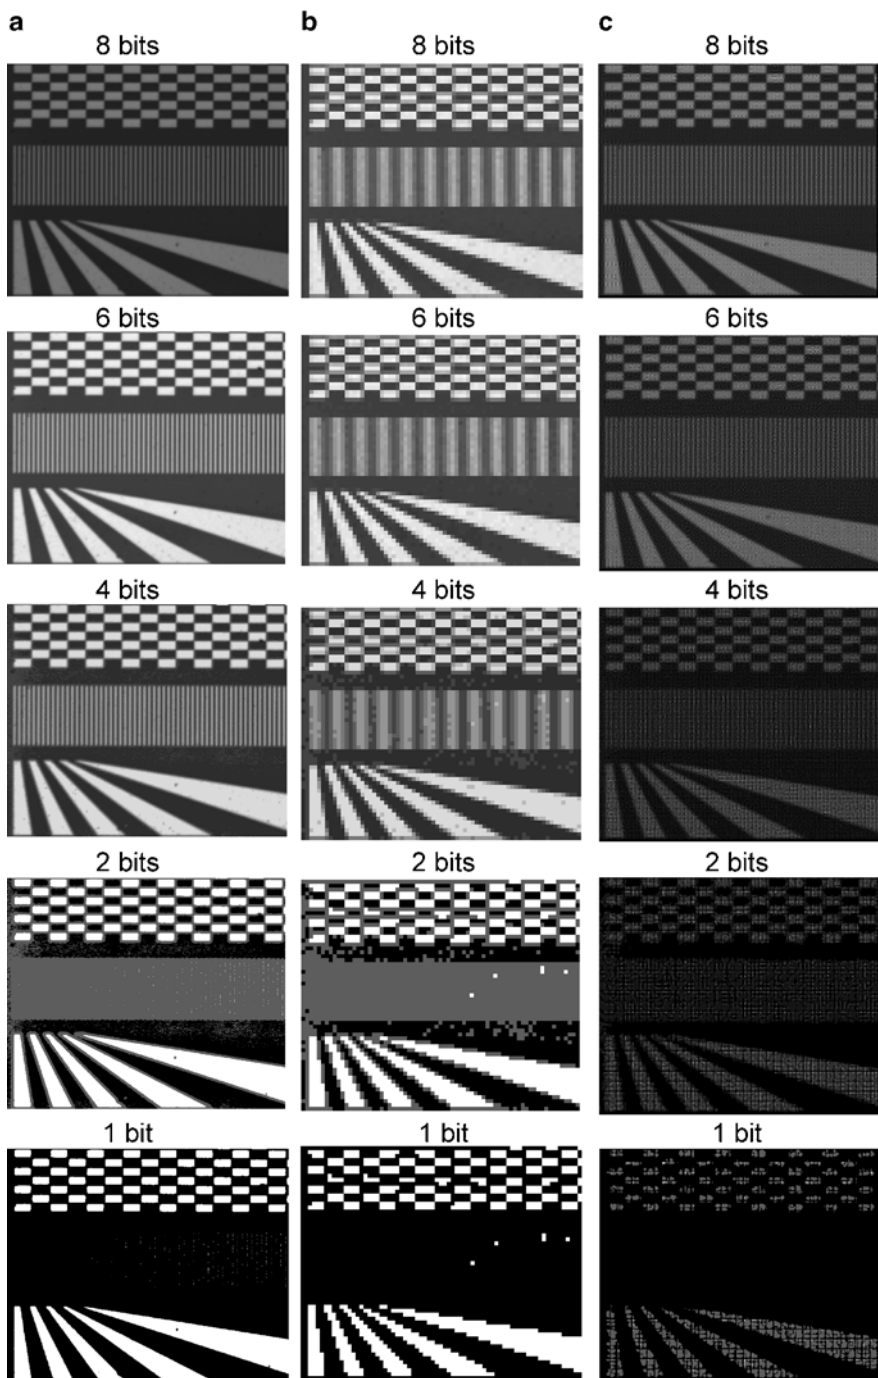 a b c
8 bits 8 bits 8 bits
6 bits 6 bits 6 bits
4 bits 4 bits 4 bits
2 bits 2 bits 2 bits
1 bit 1 bit 1 bit